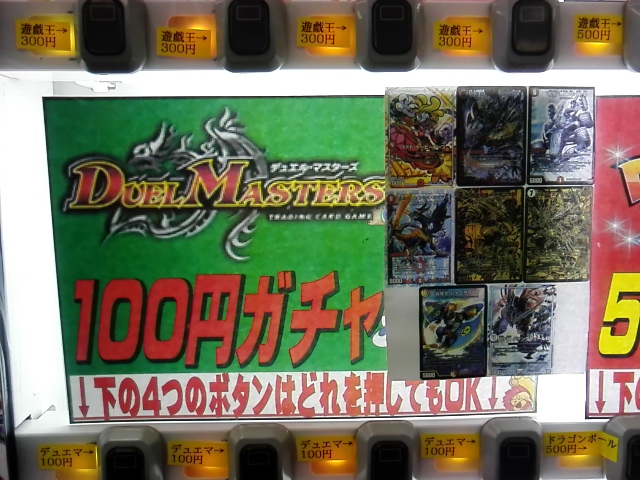 遊戯王→
300円
遊戯王→
300円
遊戯王→
300円
遊戯王→
300円
遊戯王→
500円
デュエル・マスターズ
DUEL MASTERS
TRADING CARD GAME
100円ガチャ
5
↓下の4つのボタンはどれを押してもOK↓
↓下の
6000
6000
5000
デュエマ→
100円
デュエマ→
100円
デュエマ→
100円
デュエマ→
100円
ドラゴンボール
500円→